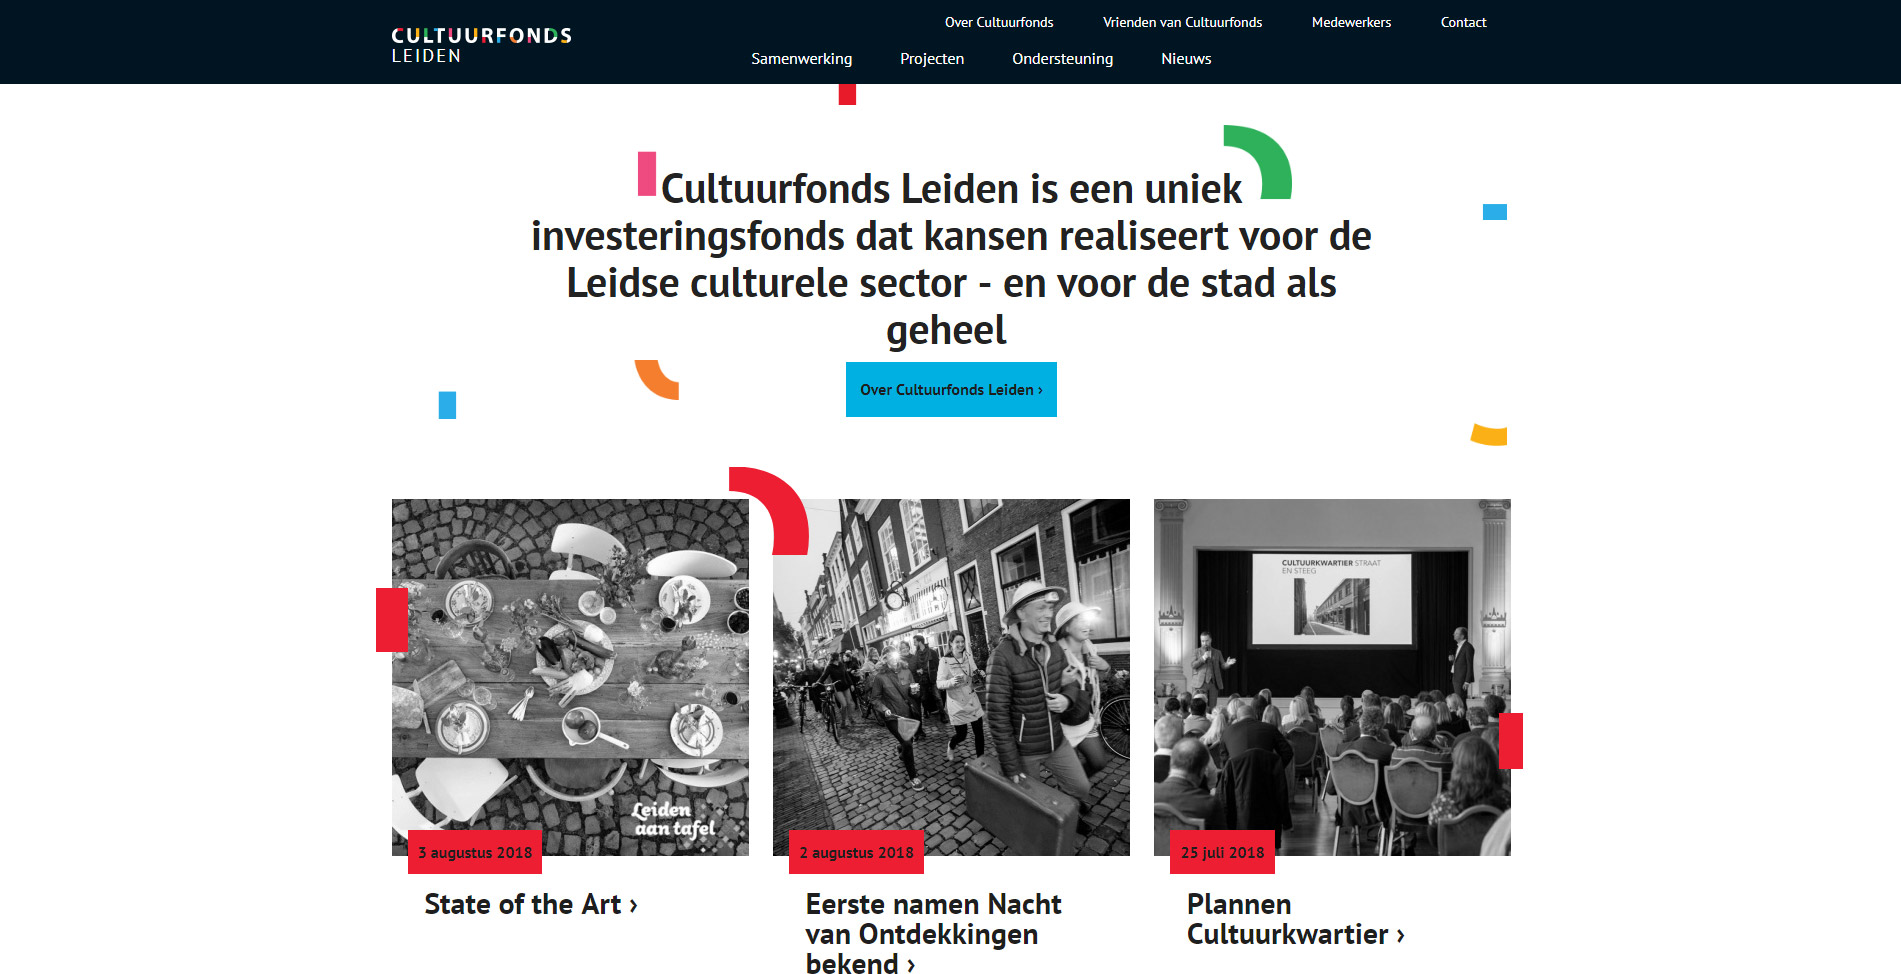 CULTUURFONDS
LEIDEN
Over Cultuurfonds
Vrienden van Cultuurfonds
Medewerkers
Contact
Samenwerking
Projecten
Ondersteuning
Nieuws
Cultuurfonds Leiden is een uniek
investeringsfonds dat kansen realiseert voor de
Leidse culturele sector - en voor de stad als
geheel
Over Cultuurfonds Leiden ›
Leiden
aan tafel
3 augustus 2018
State of the Art ›
2 augustus 2018
Eerste namen Nacht
van Ontdekkingen
bekend ›
CULTUURKWARTIER STRAAT
EN STEEG
25 juli 2018
Plannen
Cultuurkwartier ›